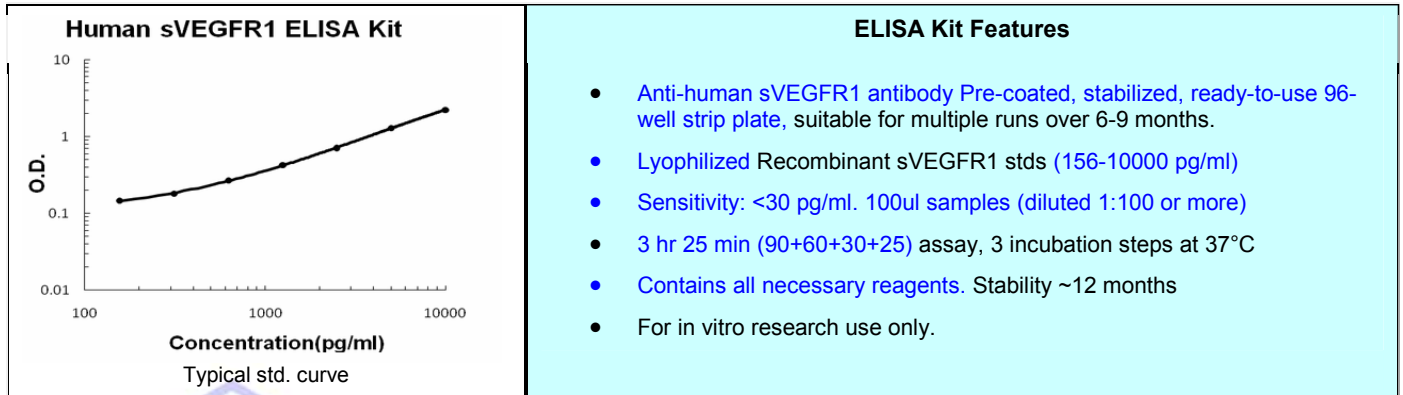 Human sVEGFR1 ELISA Kit
10
1
0.1
0.01
O.D.
100
1000
10000
Concentration(pg/ml)
Typical std. curve
ELISA Kit Features
● Anti-human sVEGFR1 antibody Pre-coated, stabilized, ready-to-use 96-
well strip plate, suitable for multiple runs over 6-9 months.
● Lyophilized Recombinant sVEGFR1 stds (156-10000 pg/ml)
● Sensitivity: <30 pg/ml. 100ul samples (diluted 1:100 or more)
● 3 hr 25 min (90+60+30+25) assay, 3 incubation steps at 37°C
● Contains all necessary reagents. Stability ~12 months
● For in vitro research use only.